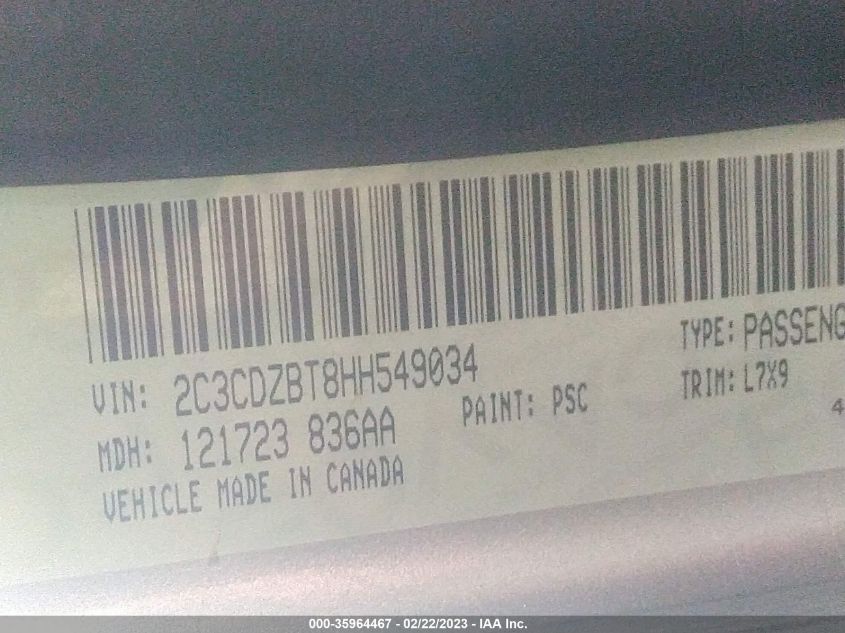 VIN: 2C3CDZBT8HH549034
TYPE: PASSENG
MDH: 121723 836AA
PAINT: PSC
TRIM: L7X9
4
VEHICLE MADE IN CANADA
000-35964467 - 02/22/2023 - IAA Inc.